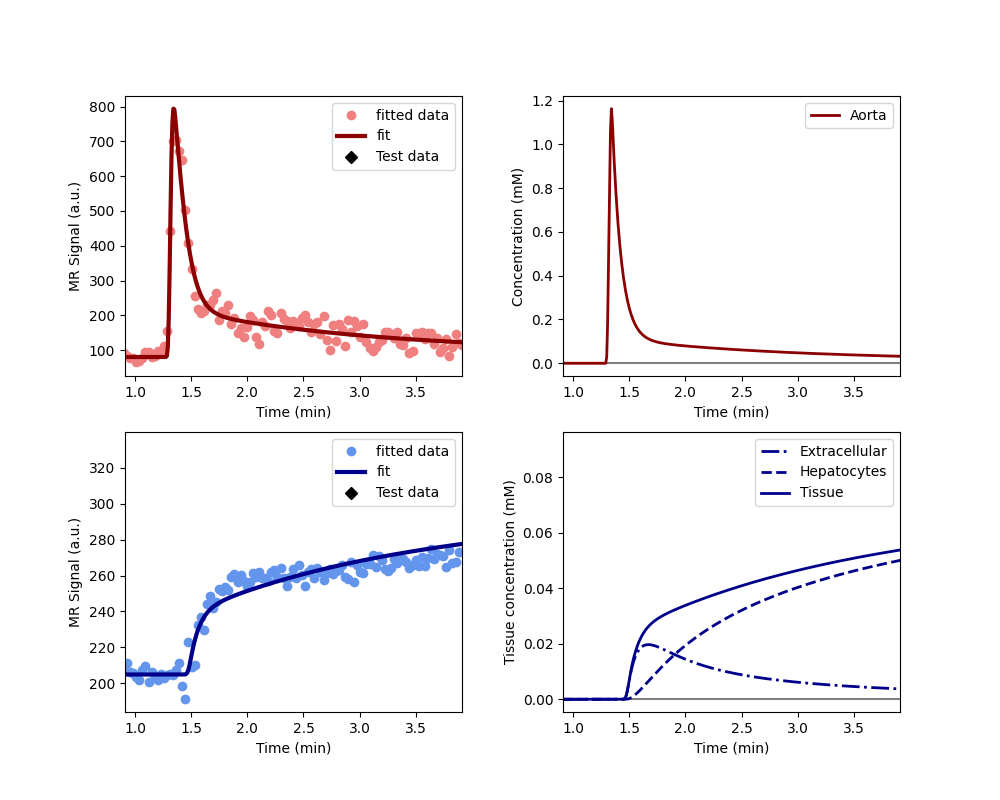 800
700
600
500
400
300
200
100
MR Signal (a.u.)
fitted data
fit
Test data
1.0 1.5 2.0 2.5 3.0 3.5
Time (min)
1.2
1.0
0.8
0.6
0.4
0.2
0.0
Concentration (mM)
Aorta
1.0 1.5 2.0 2.5 3.0 3.5
Time (min)
320
300
280
260
240
220
200
MR Signal (a.u.)
fitted data
fit
Test data
1.0 1.5 2.0 2.5 3.0 3.5
Time (min)
0.08
0.06
0.04
0.02
0.00
Tissue concentration (mM)
Extracellular
Hepatocytes
Tissue
1.0 1.5 2.0 2.5 3.0 3.5
Time (min)